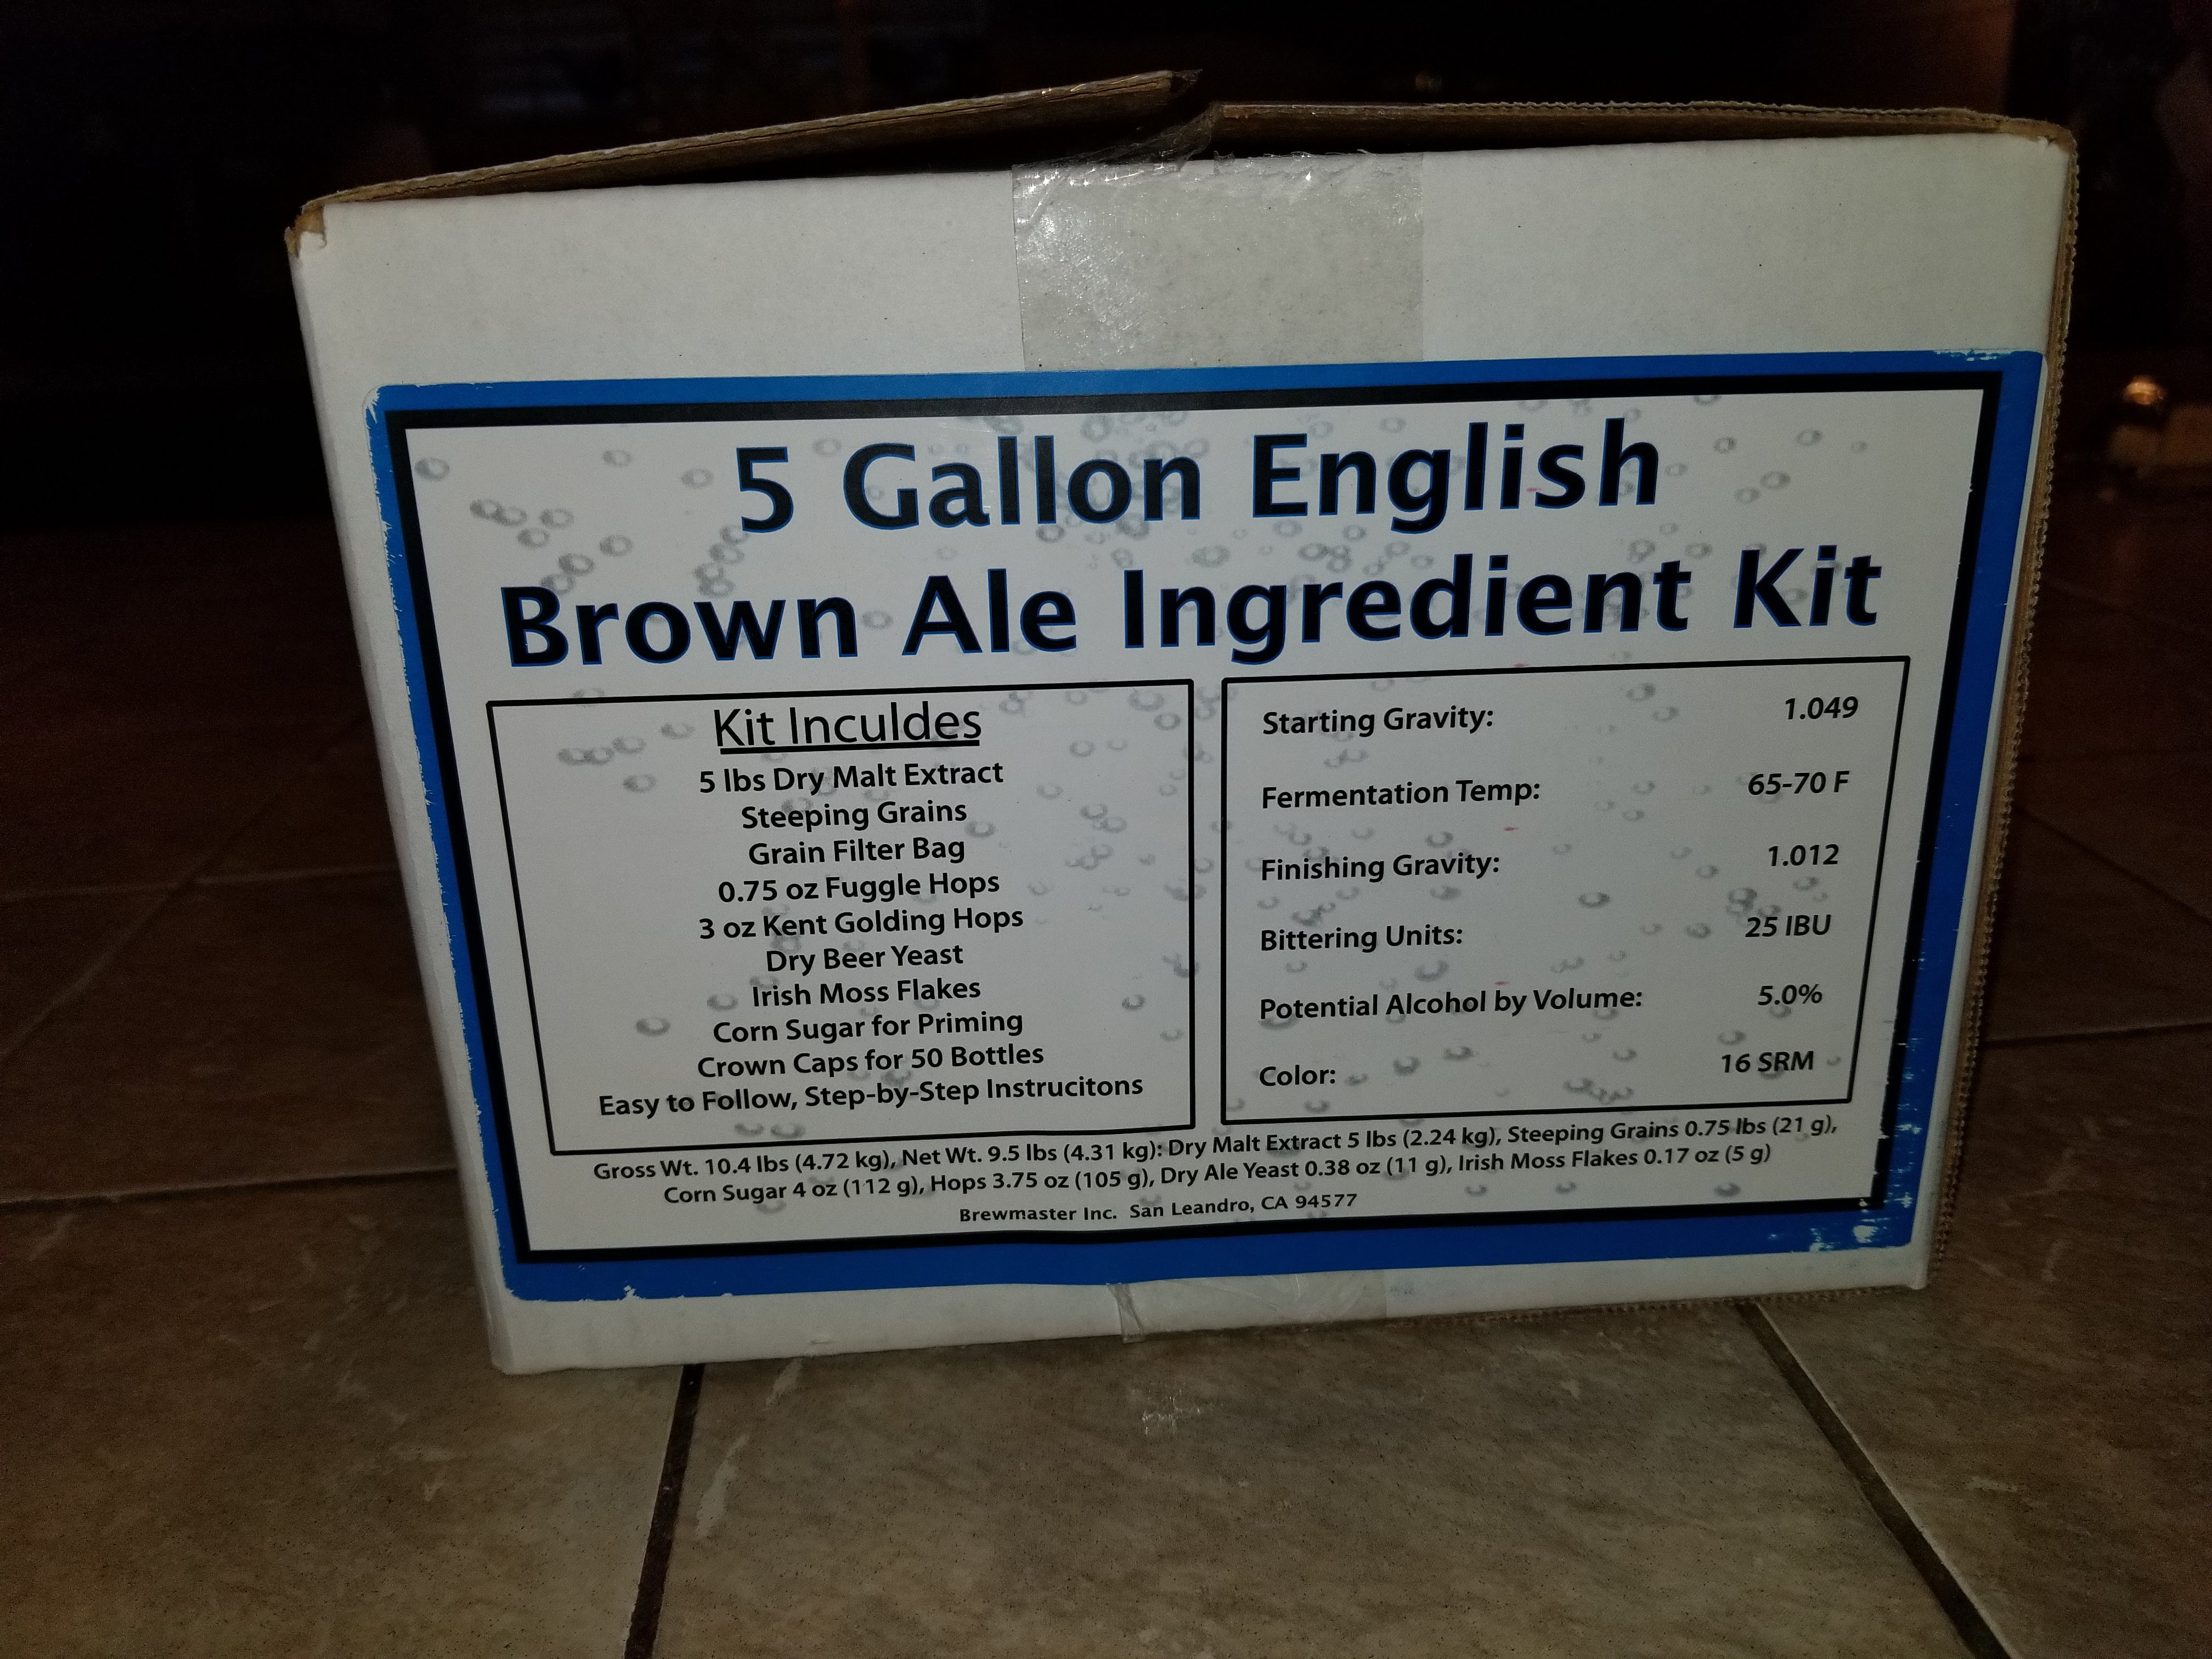 5 Gallon English
Brown Ale Ingredient Kit
Kit Inculdes
5 lbs Dry Malt Extract
Steeping Grains
Grain Filter Bag
0.75 oz Fuggle Hops
3 oz Kent Golding Hops
Dry Beer Yeast
Irish Moss Flakes
Corn Sugar for Priming
Crown Caps for 50 Bottles
Easy to Follow, Step-by-Step Instrucitons
Starting Gravity: 1.049
Fermentation Temp: 65-70 F
Finishing Gravity: 1.012
Bittering Units: 25 IBU
Potential Alcohol by Volume: 5.0%
Color: 16 SRM
Gross Wt. 10.4 lbs (4.72 kg), Net Wt. 9.5 lbs (4.31 kg): Dry Malt Extract 5 lbs (2.24 kg), Steeping Grains 0.75 lbs (21 g),
Corn Sugar 4 oz (112 g), Hops 3.75 oz (105 g), Dry Ale Yeast 0.38 oz (11 g), Irish Moss Flakes 0.17 oz (5 g)
Brewmaster Inc. San Leandro, CA 94577